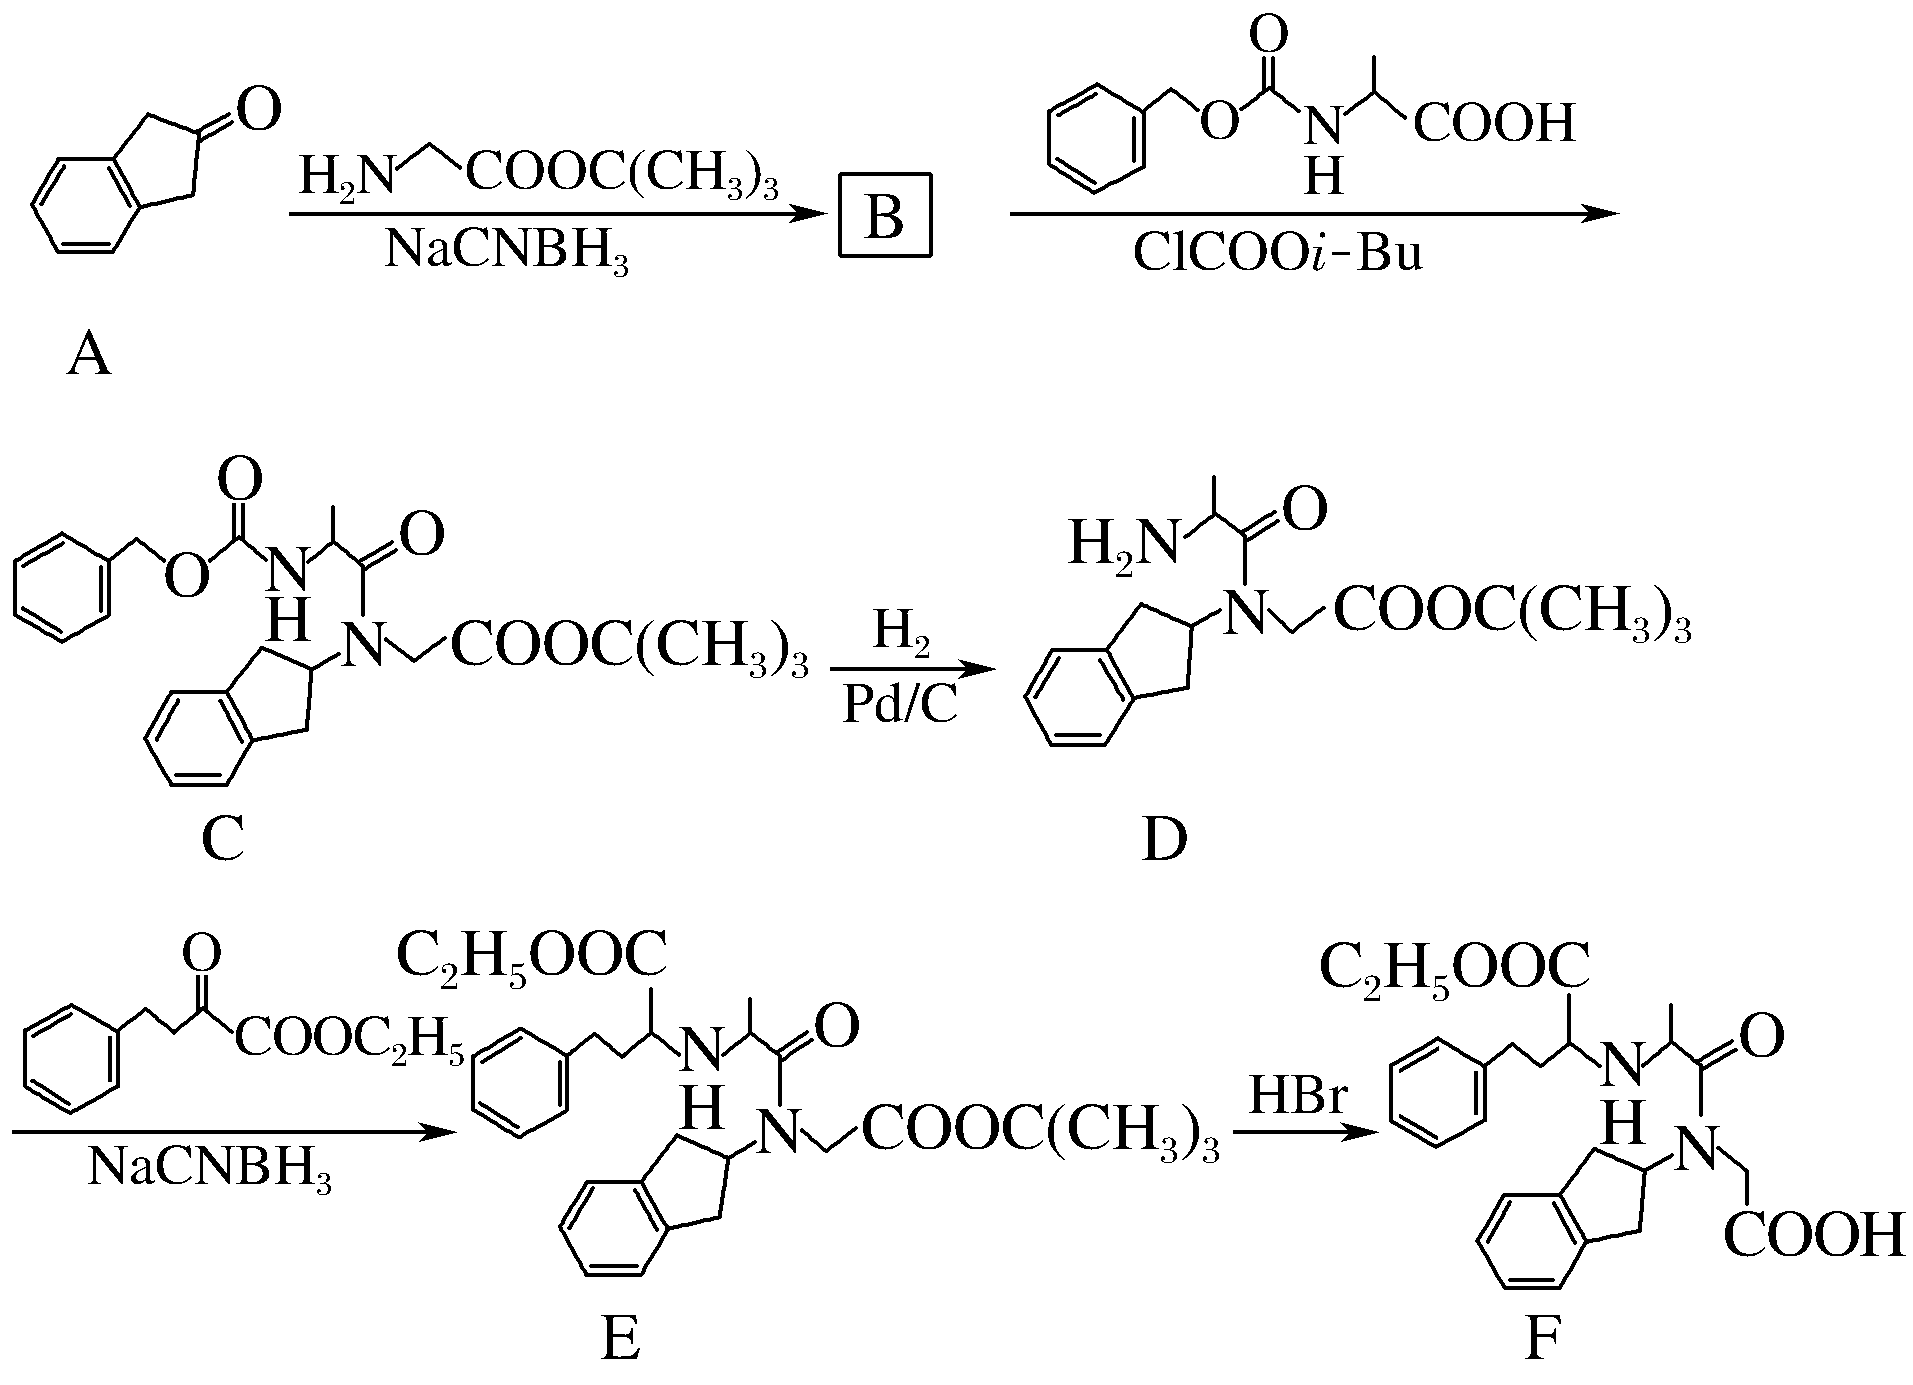 O
H₂N COOC(CH₃)₃
NaCNBH₃
A
B
O
O N H COOH
ClCOOi-Bu
O
O N H O
N COOC(CH₃)₃
C
H₂
Pd/C
H₂N O
N COOC(CH₃)₃
D
O
COOC₂H₅
NaCNBH₃
C₂H₅OOC
N H O
N COOC(CH₃)₃
E
HBr
C₂H₅OOC
N H O
N
COOH
F